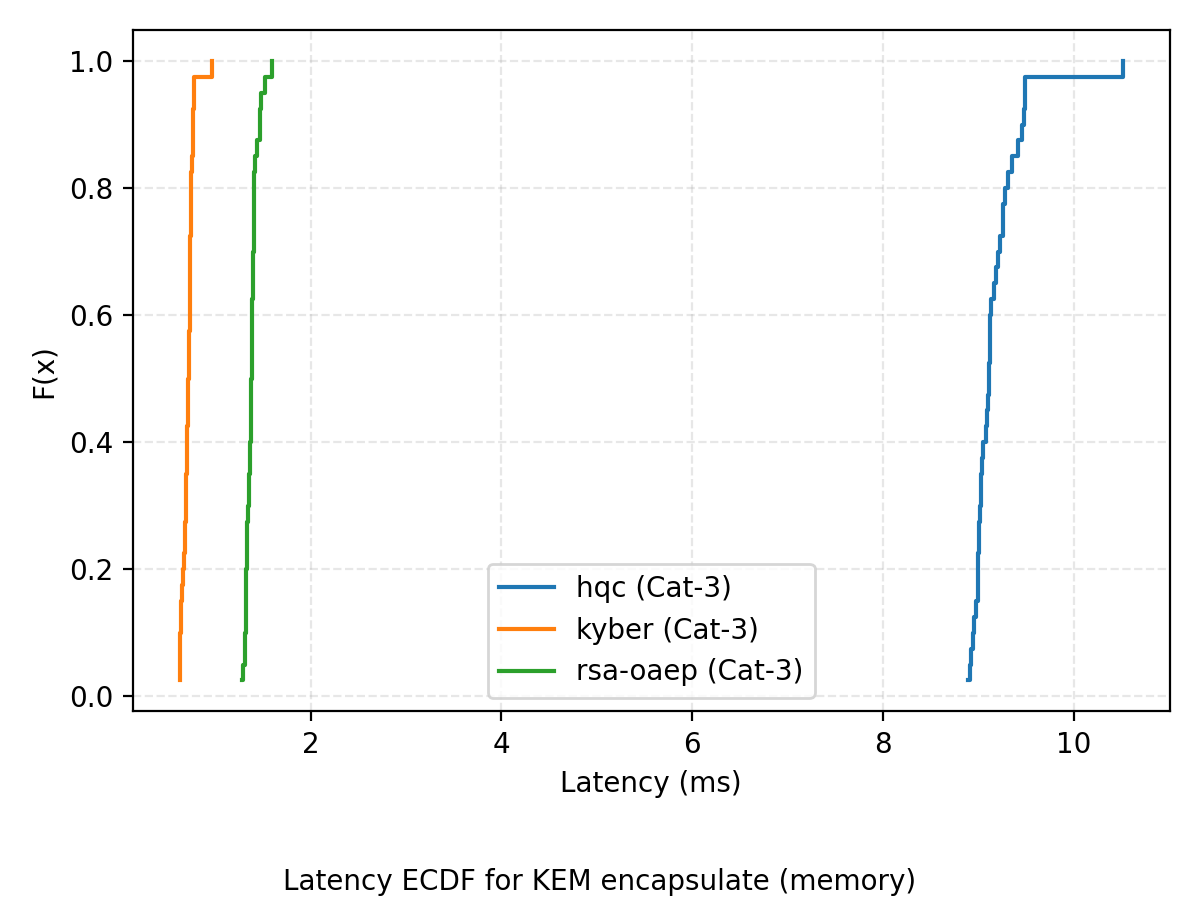 1.0
0.8
0.6
0.4
0.2
0.0
F(x)
hqc (Cat-3)
kyber (Cat-3)
rsa-oaep (Cat-3)
2 4 6 8 10
Latency (ms)
Latency ECDF for KEM encapsulate (memory)